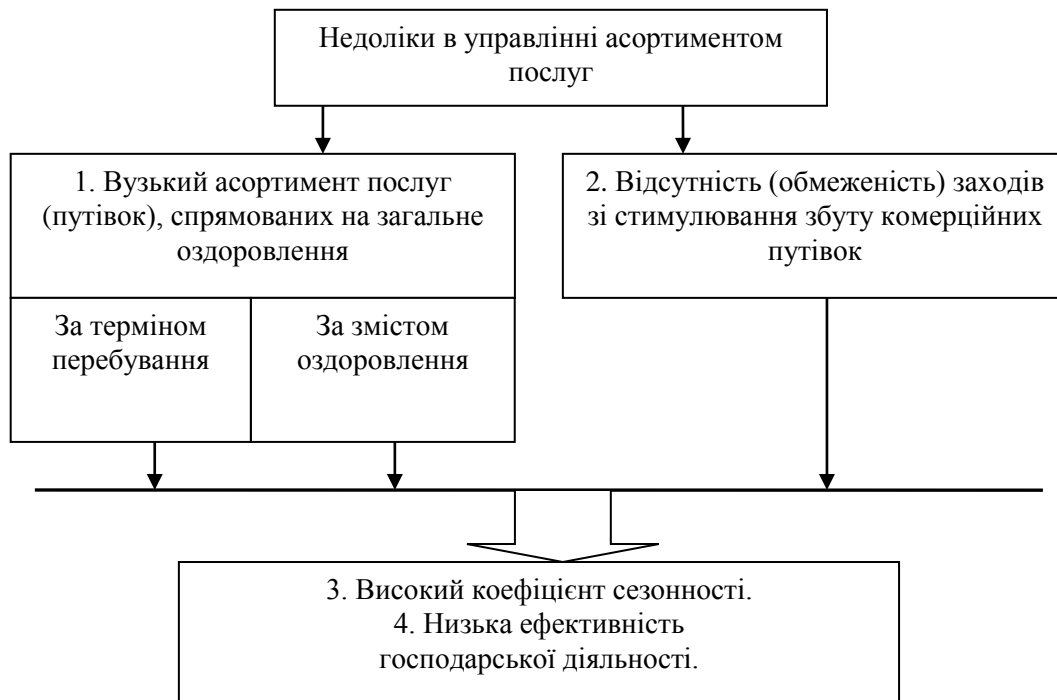 Недоліки в управлінні асортиментом
послуг
1. Вузький асортимент послуг
(путівок), спрямованих на загальне
оздоровлення
2. Відсутність (обмеженість) заходів
зі стимулювання збуту комерційних
путівок
За терміном
перебування
За змістом
оздоровлення
3. Високий коефіцієнт сезонності.
4. Низька ефективність
господарської діяльності.